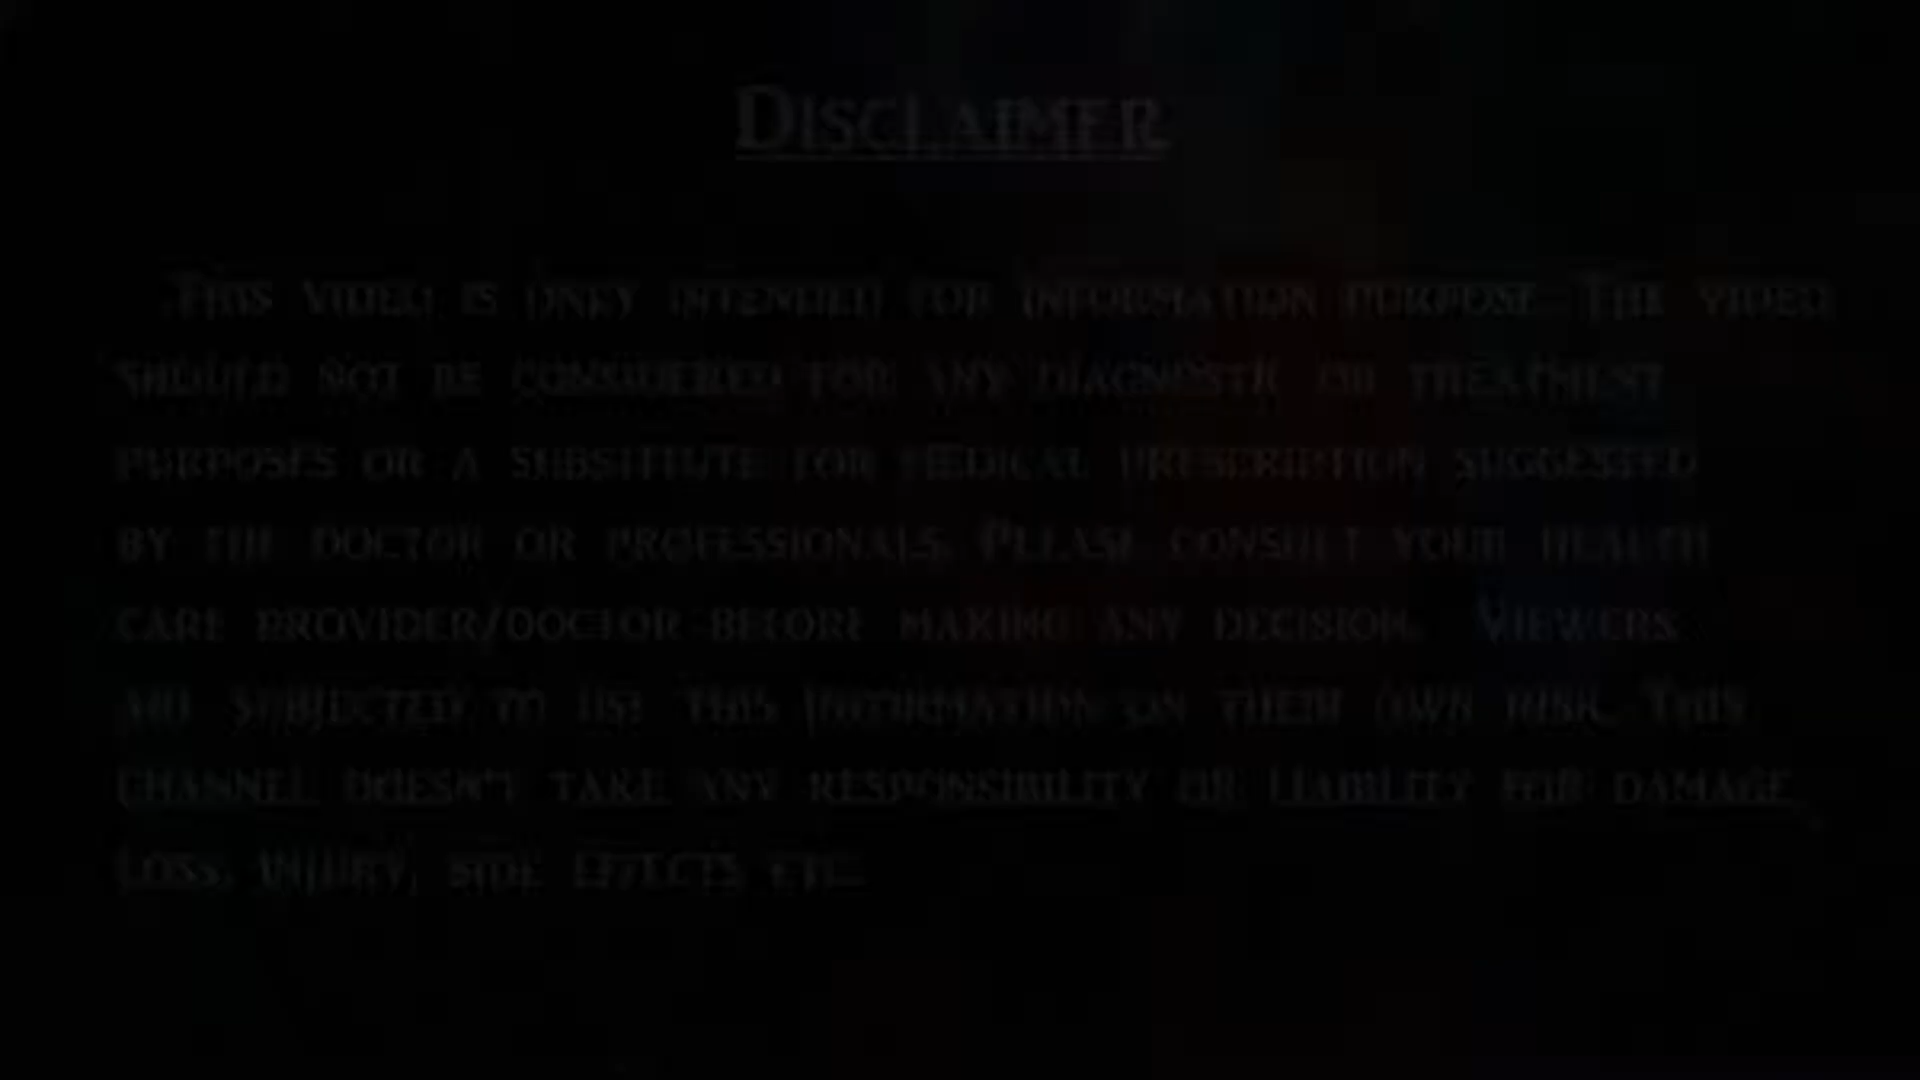 Disclaimer
This video is only intended for information purpose. The video
should not be considered for any diagnostic or treatment
purposes or a substitute for medical prescription suggested
by the doctor or professionals. Please consult your health
care provider/doctor before making any decision. Viewers
are subjected to use this information on their own risk. This
channel doesn't take any responsibility or liability for damage,
loss, injury, side effects etc.